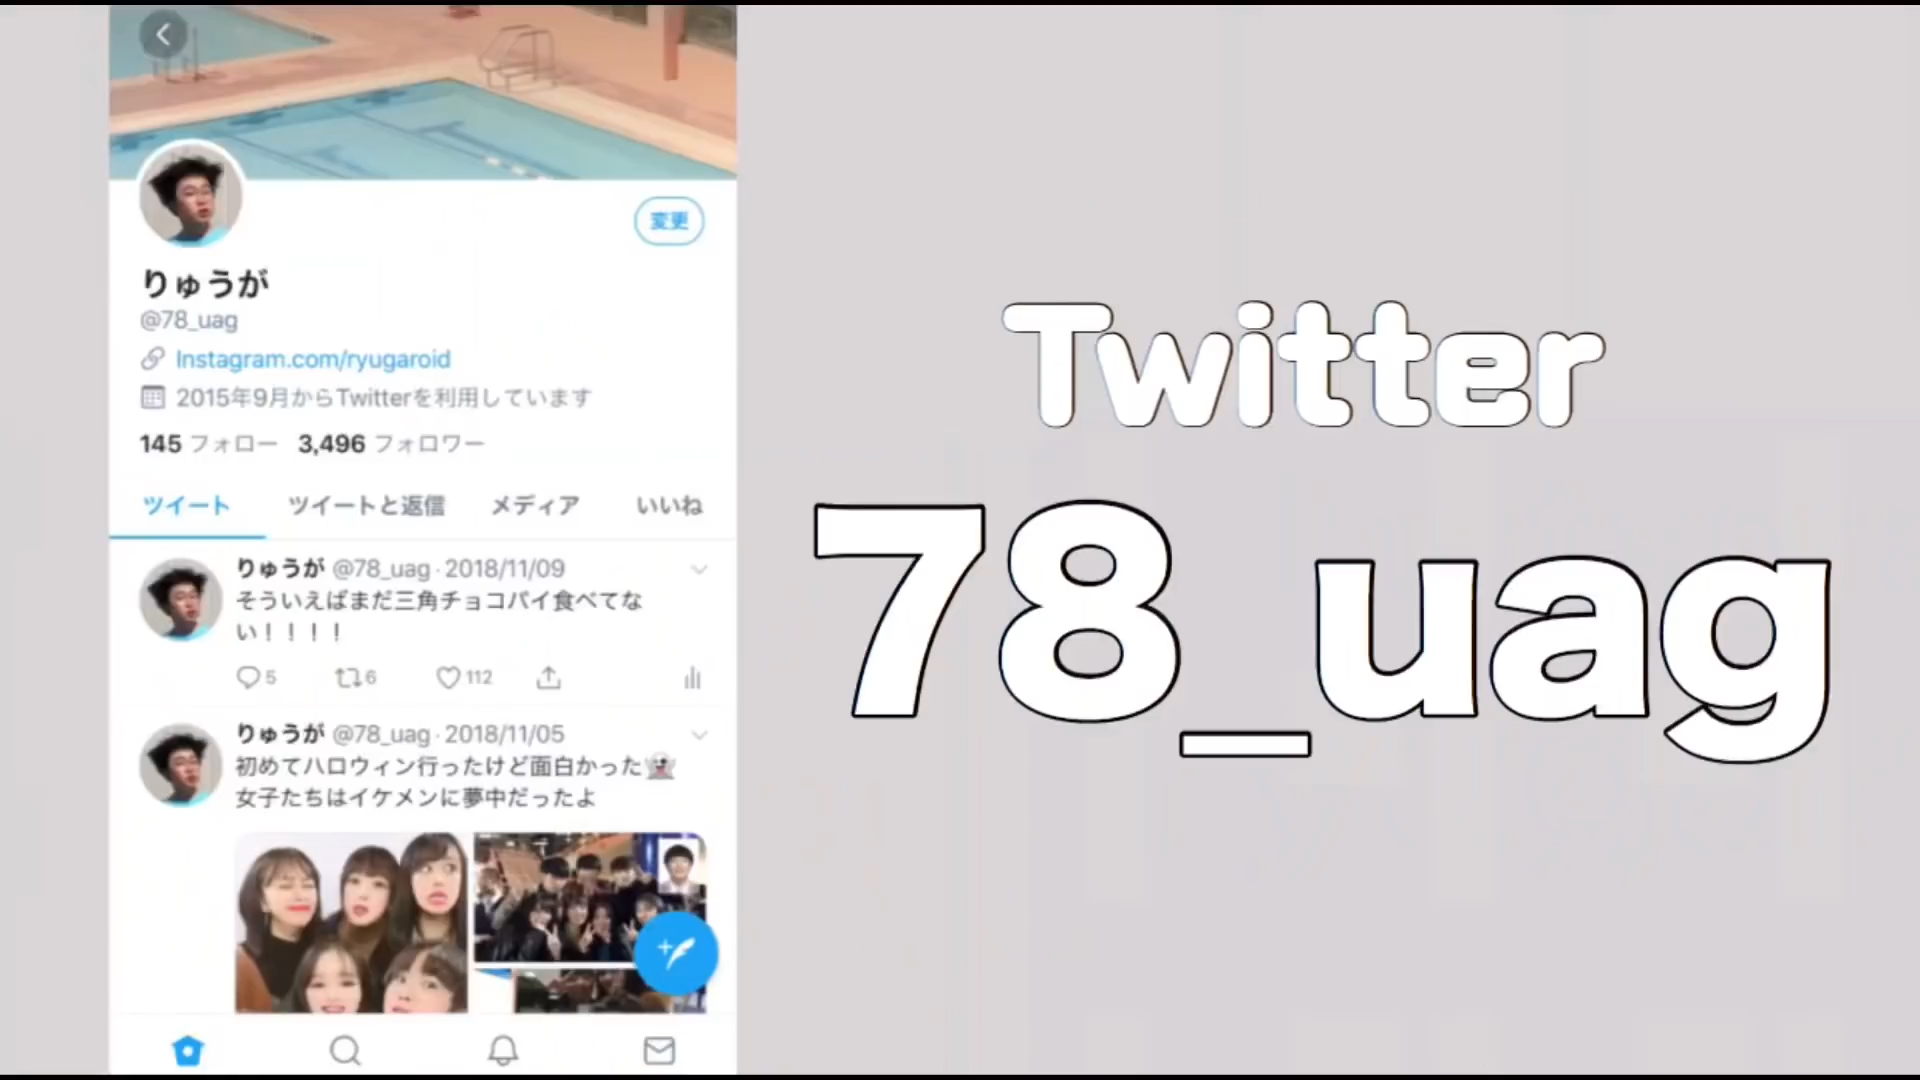 りゅうが
@78_uag
変更
Instagram.com/ryugaroid
2015年9月からTwitterを利用しています
145 フォロー 3,496 フォロワー
ツイート ツイートと返信 メディア いいね
りゅうが @78_uag · 2018/11/09
そういえばまだ三角チョコパイ食べてな
い！！！！
5 6 112
りゅうが @78_uag · 2018/11/05
初めてハロウィン行ったけど面白かった👻
女子たちはイケメンに夢中だったよ
Twitter
78_uag